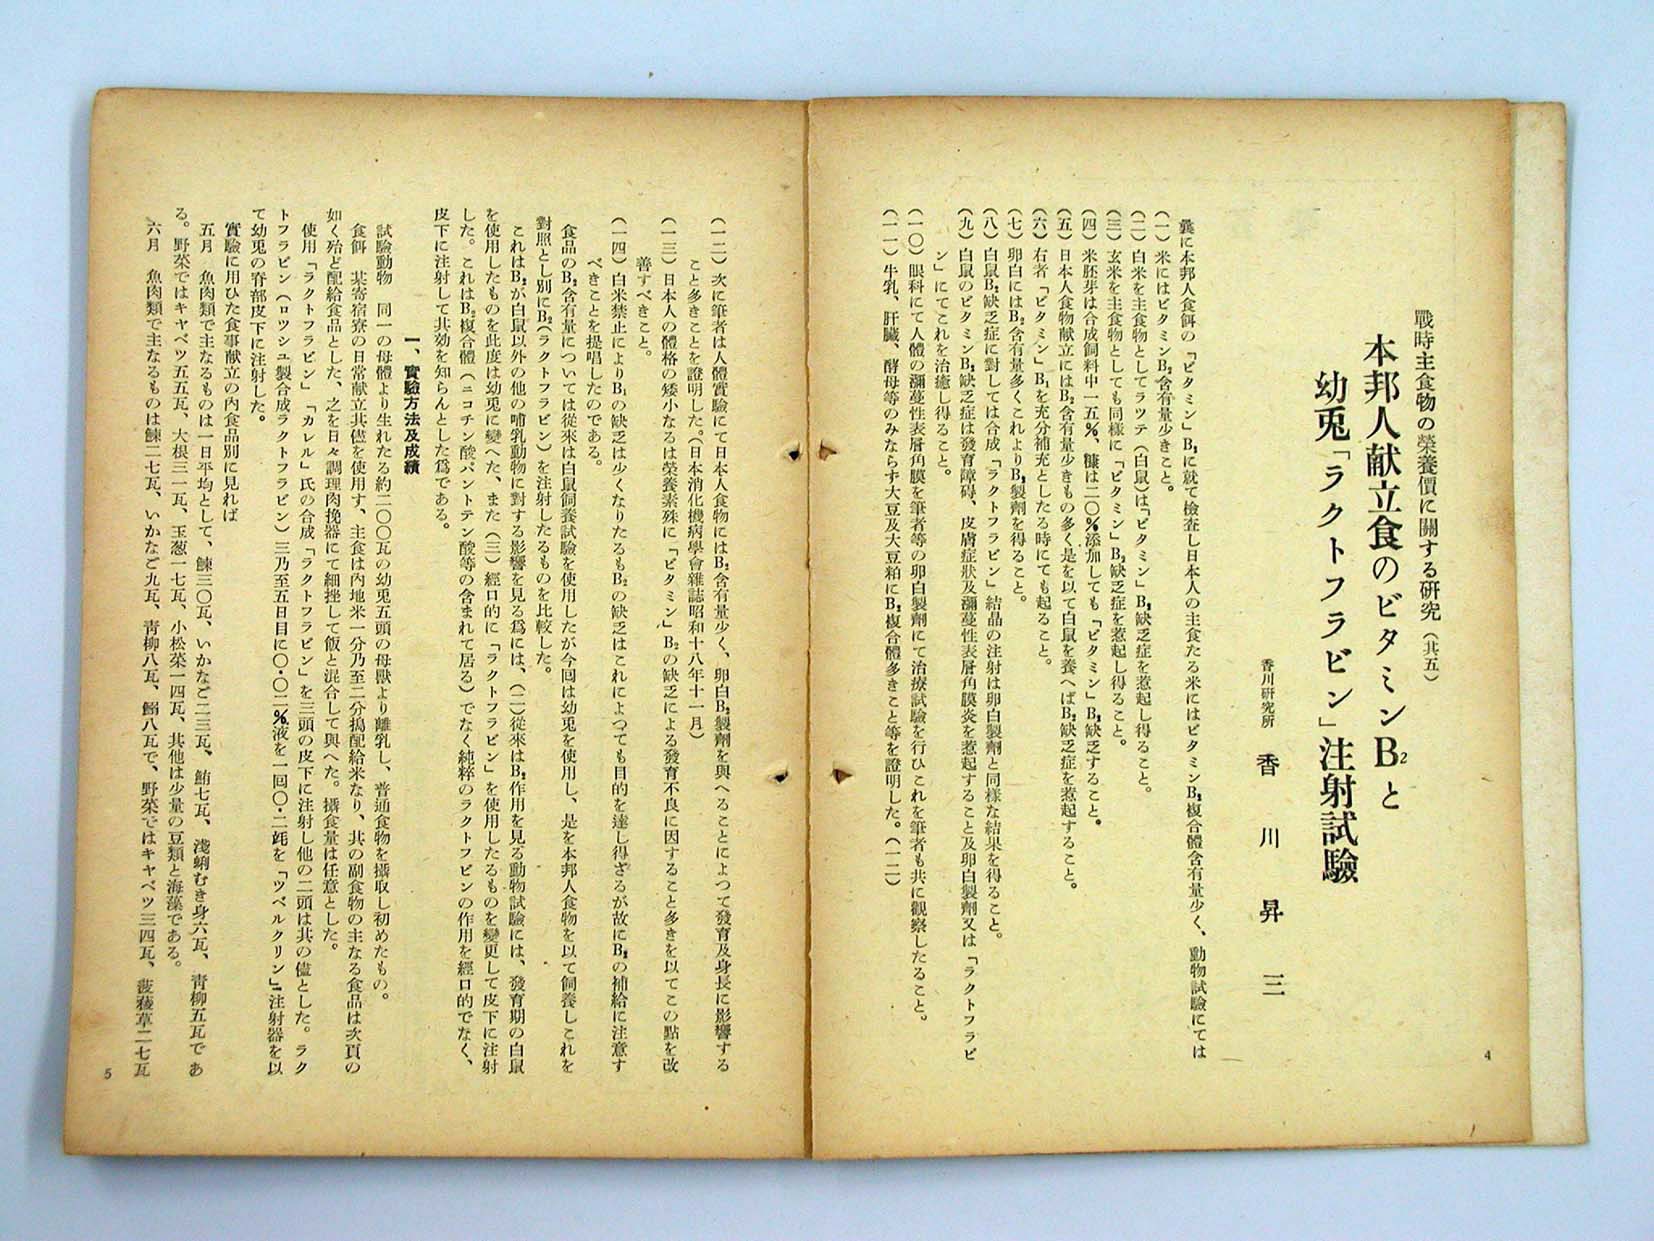 戰時主食物の榮養價に關する硏究(其五)
本邦人献立食のビタミンB₂と
幼兎「ラクトフラビン」注射試驗
香川硏究所 香川昇三
曩に本邦人食餌の「ビタミン」B₁に就て檢査し日本人の主食たる米にはビタミンB₂複合體含有量少く、動物試驗にては
(一)米にはビタミンB₂含有量少きこと。
(二)白米を主食物としてラツテ(白鼠)は「ビタミン」B₂缺乏症を惹起し得ること。
(三)玄米を主食物としても同樣に「ビタミン」B₂缺乏症を惹起し得ること。
(四)米胚芽は合成飼料中一五%、糠は二〇%添加しても「ビタミン」B₂缺乏すること。
(五)日本人食物献立にはB₂含有量少きもの多く是を以て白鼠を養へばB₂缺乏症を惹起すること。
(六)右者「ビタミン」B₁を充分補充としたる時にても起ること。
(七)卵白にはB₂含有量多くこれよりB₂製劑を得ること。
(八)白鼠B₂缺乏症に對しては合成「ラクトフラビン」結晶の注射は卵白製劑と同樣な結果を得ること。
(九)白鼠のビタミンB₂缺乏症は發育障碍、皮膚症狀及瀰蔓性表層角膜炎を惹起すること及卵白製劑又は「ラクトフラビ
ン」にてこれを治癒し得ること。
(一〇)眼科にて人體の瀰蔓性表層角膜を筆者等の卵白製劑にて治療試驗を行ひこれを筆者も共に觀察したること。
(一一)牛乳、肝臟、酵母等のみならず大豆及大豆粕にB₂複合體多きこと等を證明した。(一二)
4
(一二)次に筆者は人體實驗にて日本人食物にはB₂含有量少く、卵白B₂製劑を與へることによつて發育及身長に影響する
こと多きことを證明した。(日本消化機病學會雜誌昭和十八年十一月)
(一三)日本人の體格の矮小なるは榮養素殊に「ビタミン」B₂の缺乏による發育不良に因すること多きを以てこの點を改
善すべきこと。
(一四)白米禁止によりB₁の缺乏は少くなりたるもB₂の缺乏はこれによつても目的を達し得ざるが故にB₂の補給に注意す
べきことを提唱したのである。
食品のB₂含有量については從來は白鼠飼養試驗を使用したが今回は幼兎を使用し、是を本邦人食物を以て飼養しこれを
對照とし別にB₂(ラクトフラビン)を注射したるものを比較した。
これはB₂が白鼠以外の他の哺乳動物に對する影響を見る爲には、(二)從來はB₂作用を見る動物試驗には、發育期の白鼠
を使用したものを此度は幼兎に變へた、また(三)經口的に「ラクトフラビン」を使用したるものを變更して皮下に注射
した。これはB₂複合體(ニコチン酸パントテン酸等の含まれて居る)でなく純粹のラクトフビンの作用を經口的でなく、
皮下に注射して其効を知らんとした爲である。
一、實驗方法及成績
試驗動物 同一の母體より生れたる約二〇〇瓦の幼兎五頭の母獸より離乳し、普通食物を攝取し初めたもの。
食餌 某寄宿寮の日常献立其儘を使用す、主食は內地米一分乃至二分搗配給米なり、其の副食物の主なる食品は次頁の
如く殆ど配給食品とした、之を日々調理肉挽器にて細挫して飯と混合して與へた。攝食量は任意とした。
使用「ラクトフラビン」「カレル」氏の合成「ラクトフラビン」を三頭の皮下に注射し他の二頭は其の儘とした。ラク
トフラビン(ロツシユ製合成ラクトフラビン)三乃至五日目に〇・〇二%液を一回〇・二竓を「ツベルクリン」注射器を以
て幼兎の脊部皮下に注射した。
實驗に用ひた食事献立の內食品別に見れば
五月 魚肉類で主なるものは一日平均として、鰊三〇瓦、いかなご二三瓦、鮪七瓦、淺蜊むき身六瓦、靑柳五瓦であ
る。野菜ではキャベツ五五瓦、大根三一瓦、玉葱一七瓦、小松菜一四瓦、其他は少量の豆類と海藻である。
六月 魚肉類で主なるものは鰊二七瓦、いかなご九瓦、靑柳八瓦、鰯八瓦で、野菜ではキャベツ三四瓦、菠薐草二七瓦
5